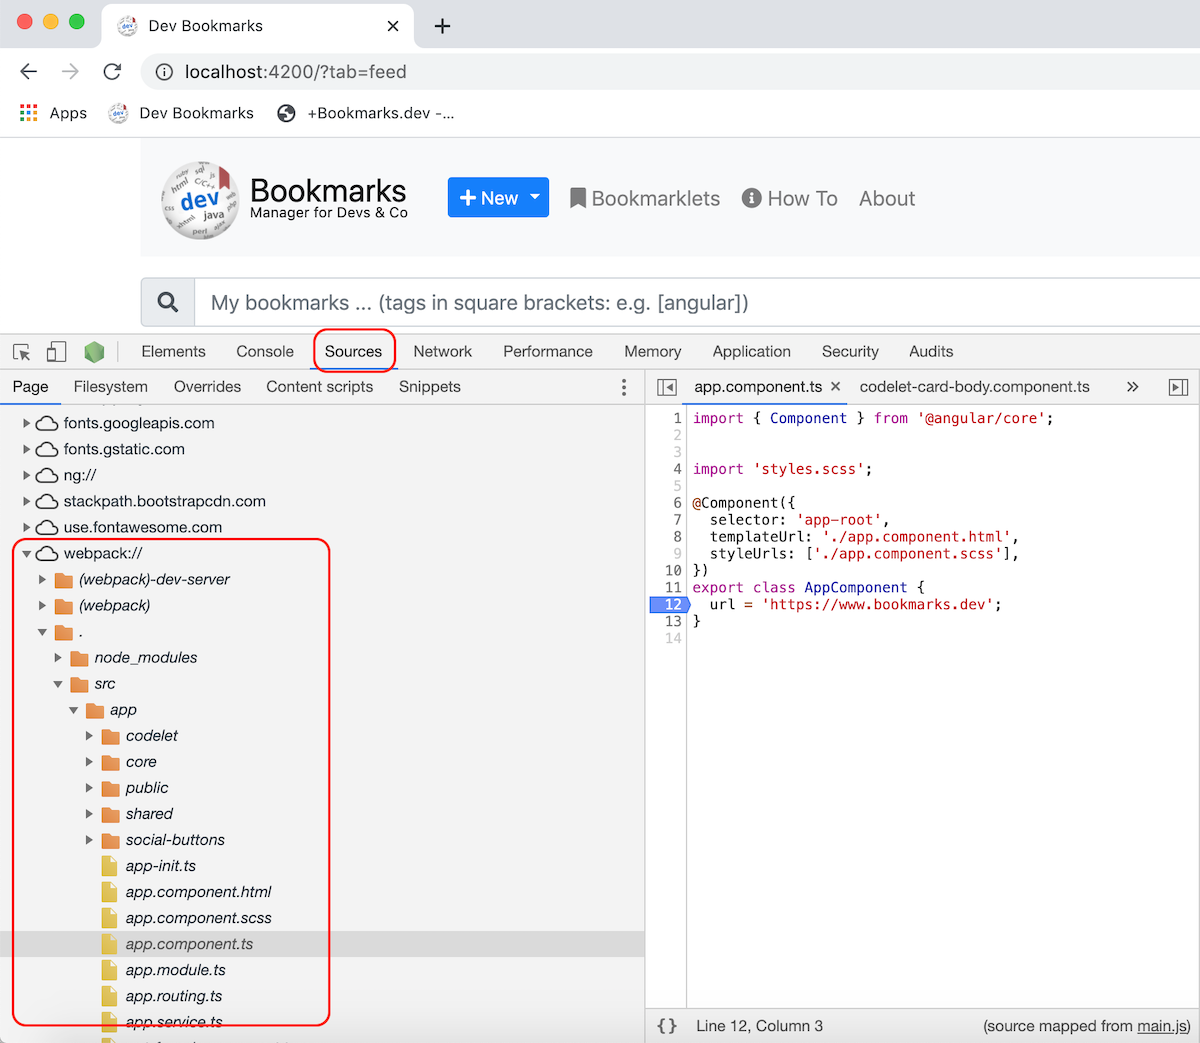 Dev Bookmarks
localhost:4200/?tab=feed
Apps Dev Bookmarks +Bookmarks.dev -...
dev
java
Bookmarks
Manager for Devs & Co
New Bookmarklets How To About
My bookmarks ... (tags in square brackets: e.g. [angular])
Elements Console Sources Network Performance Memory Application Security Audits
Page Filesystem Overrides Content scripts Snippets
app.component.ts codelet-card-body.component.ts
fonts.googleapis.com
fonts.gstatic.com
ng://
stackpath.bootstrapcdn.com
use.fontawesome.com
webpack://
(webpack)-dev-server
(webpack)
.
node_modules
src
app
codelet
core
public
shared
social-buttons
app-init.ts
app.component.html
app.component.scss
app.component.ts
app.module.ts
app.routing.ts
app.service.ts
1 import { Component } from '@angular/core';
2
3
4 import 'styles.scss';
5
6 @Component({
7 selector: 'app-root',
8 templateUrl: './app.component.html',
9 styleUrls: ['./app.component.scss'],
10 })
11 export class AppComponent {
12 url = 'https://www.bookmarks.dev';
13 }
14
{} Line 12, Column 3 (source mapped from main.js)